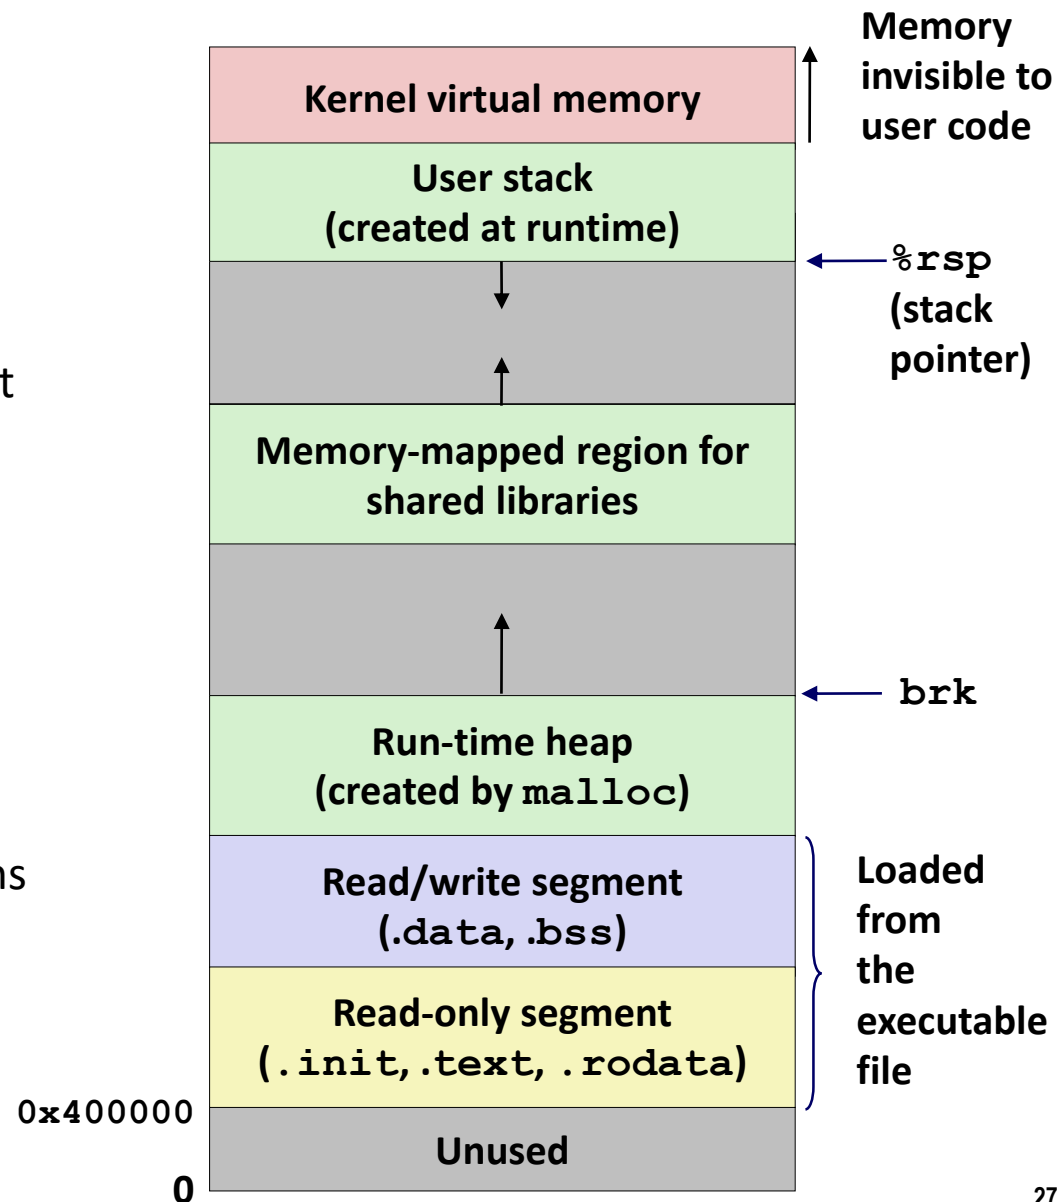 Memory
invisible to
user code
Kernel virtual memory
User stack
(created at runtime)
%rsp
(stack
pointer)
t
Memory-mapped region for
shared libraries
brk
Run-time heap
(created by malloc)
ns
Read/write segment
(.data, .bss)
Loaded
from
the
executable
file
Read-only segment
(.init, .text, .rodata)
0x400000
Unused
0
27